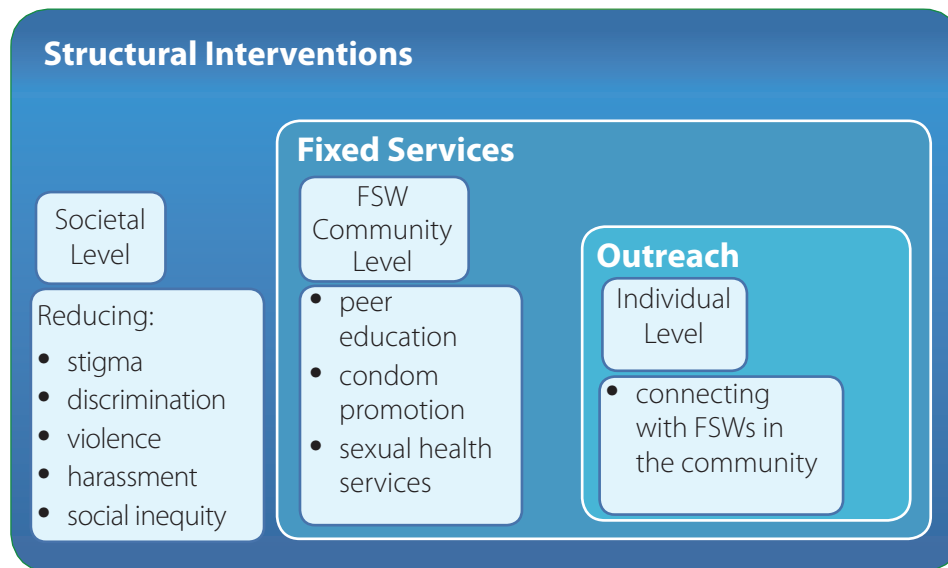 Structural Interventions
Societal
Level
Reducing:
• stigma
• discrimination
• violence
• harassment
• social inequity
Fixed Services
FSW
Community
Level
• peer
education
• condom
promotion
• sexual health
services
Outreach
Individual
Level
• connecting
with FSWs in
the community